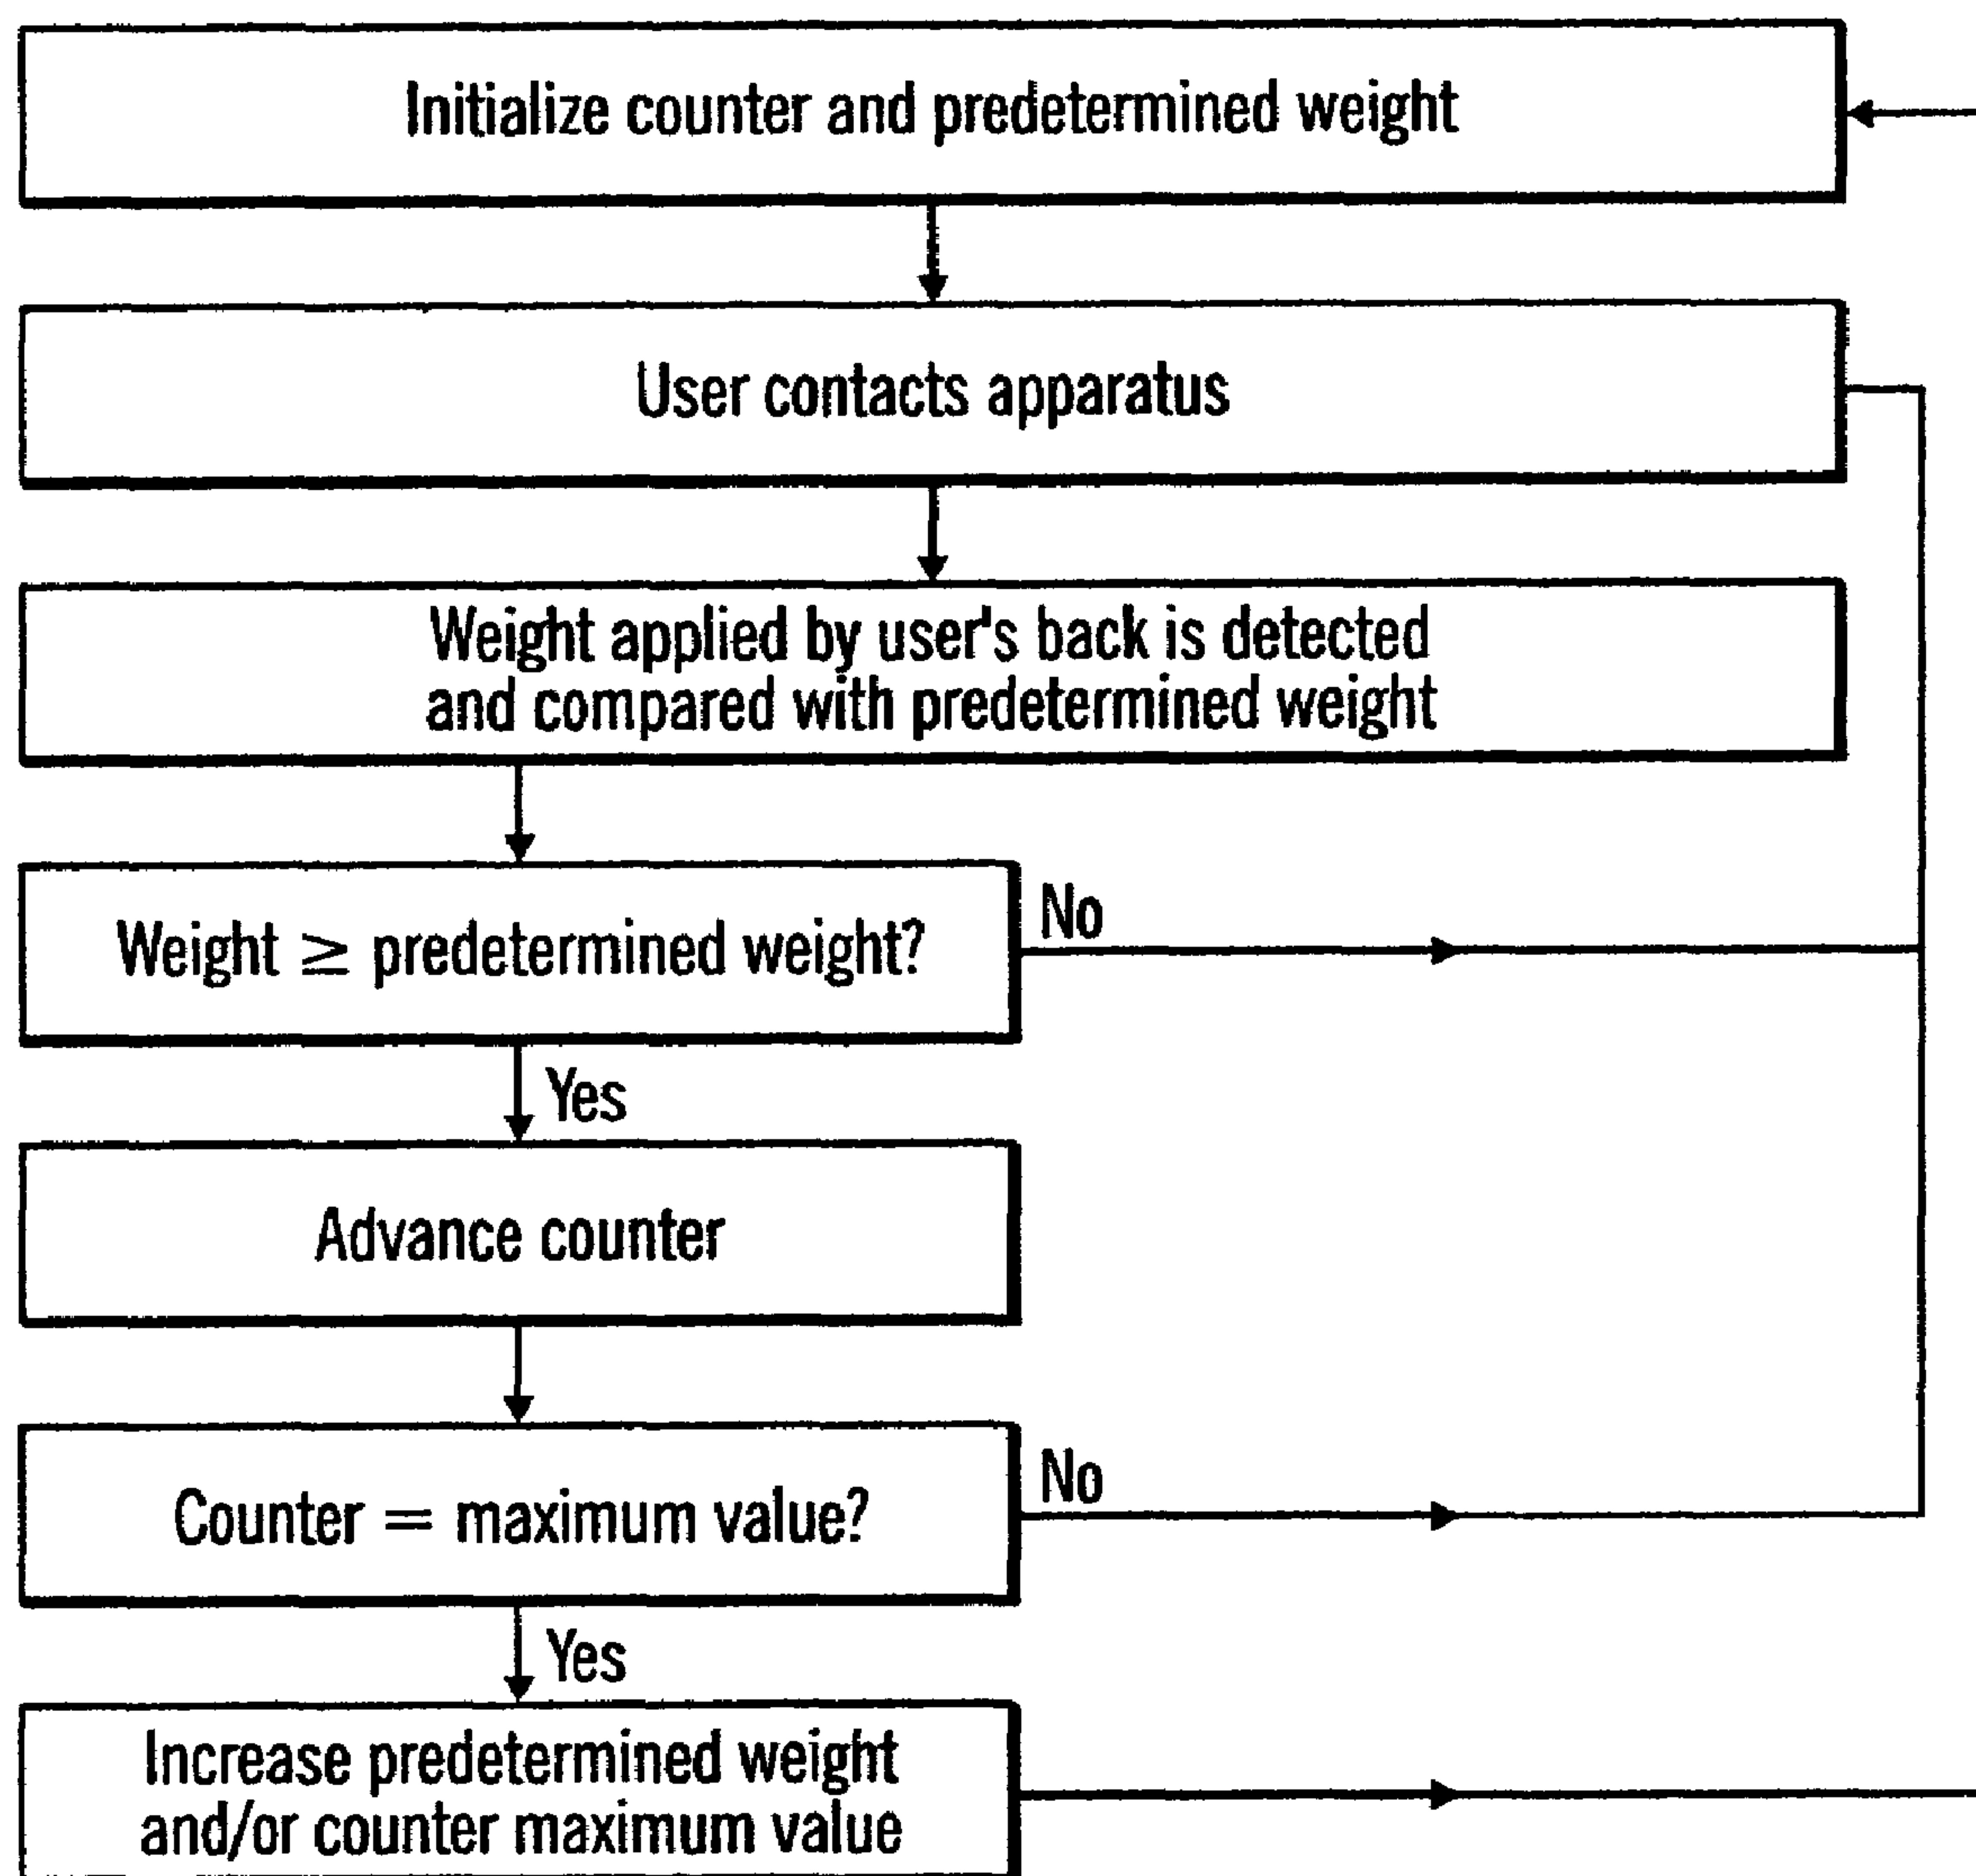 Initialize counter and predetermined weight
User contacts apparatus
Weight applied by user's back is detected
and compared with predetermined weight
Weight ≥ predetermined weight?
No
Yes
Advance counter
Counter = maximum value?
No
Yes
Increase predetermined weight
and/or counter maximum value